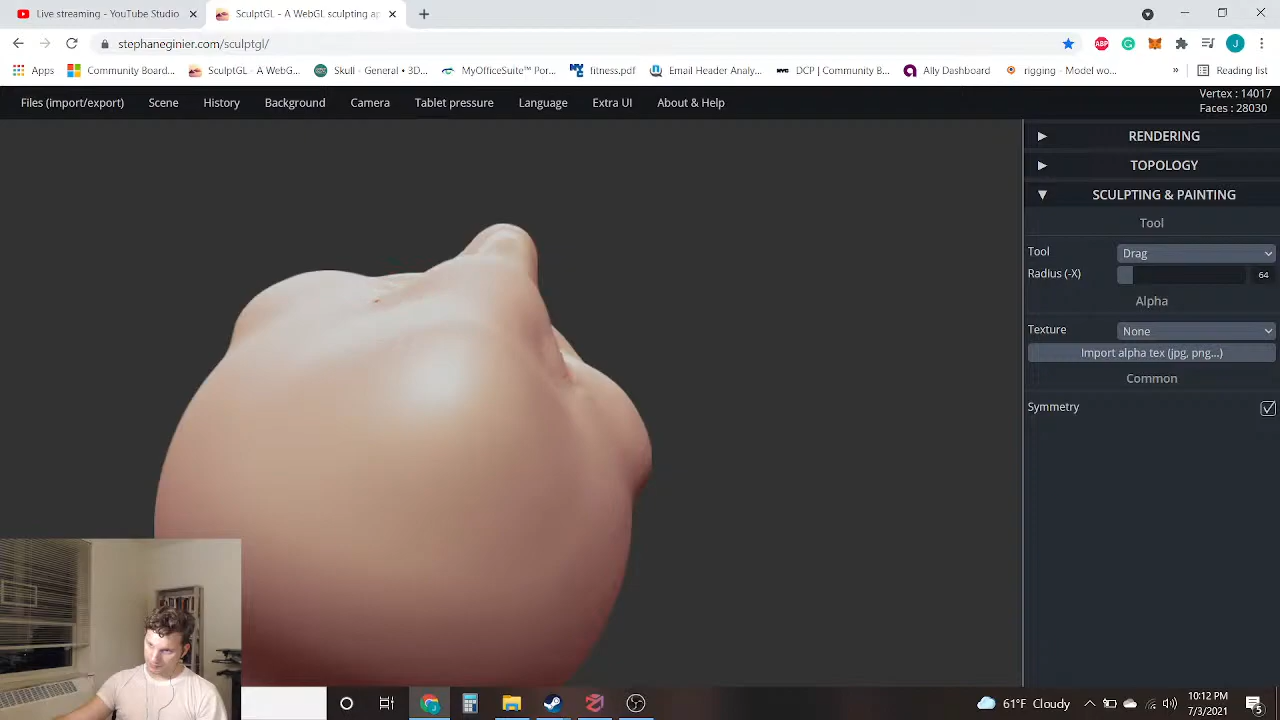 Live streaming - YouTube Studio
SculptGL - A WebGL sculpting ap
stephaneginier.com/sculptgl/
Apps
Community Board...
SculptGL - A WebG...
Skull - General • 3D...
MyOfficeSuite™ Por...
fitness.pdf
Email Header Analy...
DCP | Community B...
Ally Dashboard
rigging - Model wo...
»
Reading list
Files (import/export)
Scene
History
Background
Camera
Tablet pressure
Language
Extra UI
About & Help
Vertex : 14017
Faces : 28030
RENDERING
TOPOLOGY
SCULPTING & PAINTING
Tool
Tool
Drag
Radius (-X)
64
Alpha
Texture
None
Import alpha tex (jpg, png...)
Common
Symmetry
61°F Cloudy
10:12 PM
7/3/2021